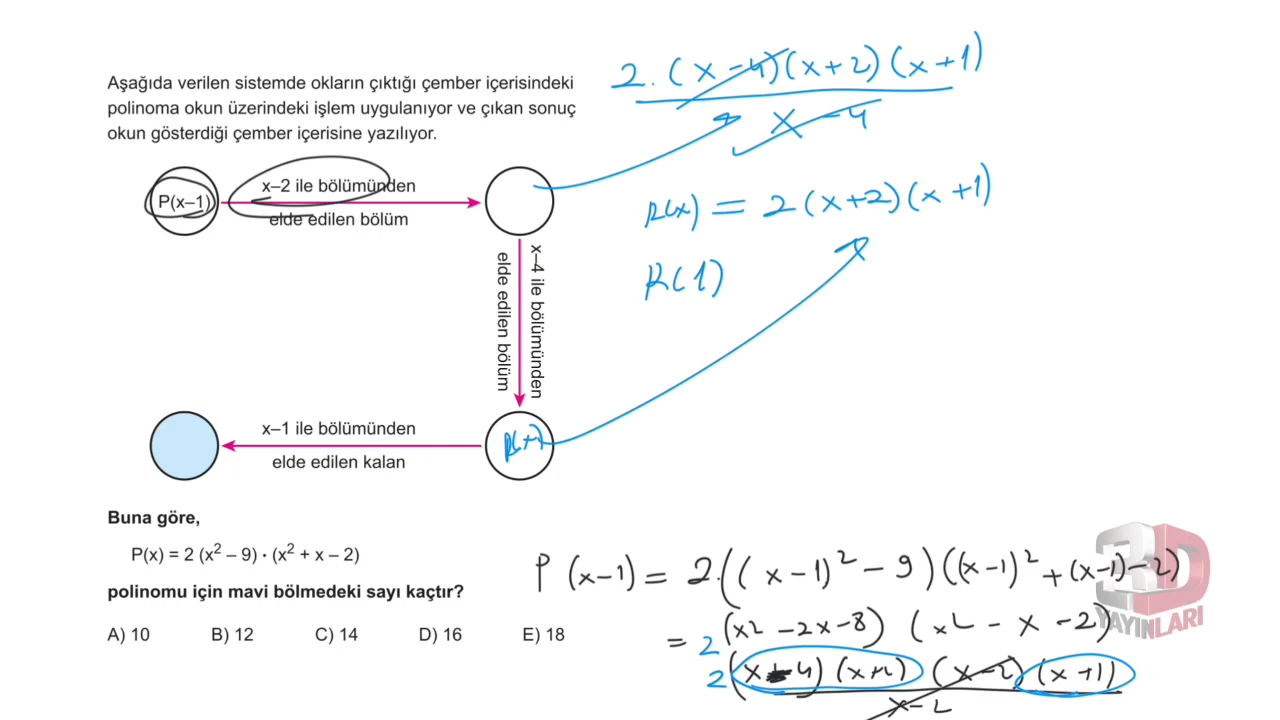 Aşağıda verilen sistemde okların çıktığı çember içerisindeki
polinoma okun üzerindeki işlem uygulanıyor ve çıkan sonuç
okun gösterdiği çember içerisine yazılıyor.
2.(x-4)(x+2)(x+1)
x-4
P(x–1)
x–2 ile bölümünden
elde edilen bölüm
R(x) = 2(x+2)(x+1)
R(1)
x–4 ile bölümünden
elde edilen bölüm
x–1 ile bölümünden
elde edilen kalan
R(x)
Buna göre,
P(x) = 2 (x² – 9) · (x² + x – 2)
polinomu için mavi bölmedeki sayı kaçtır?
A) 10 B) 12 C) 14 D) 16 E) 18
P(x-1) = 2.((x-1)²-9)((x-1)²+(x-1)-2)
= 2(x²-2x-8)(x²-x-2)
2(x-4)(x+2)(x-2)(x+1)
x-2
3D
YAYINLARI